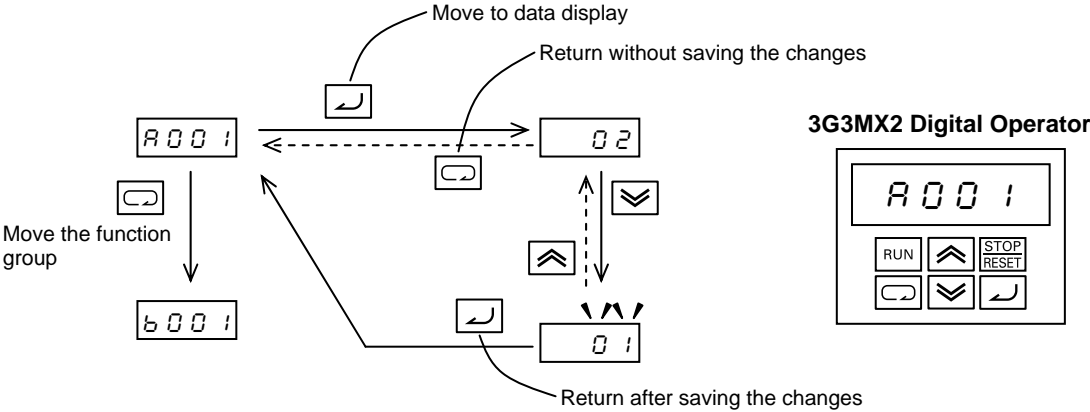 Move to data display
Return without saving the changes
3G3MX2 Digital Operator
A001
02
A001
Move the function
group
RUN
STOP
RESET
b001
01
Return after saving the changes